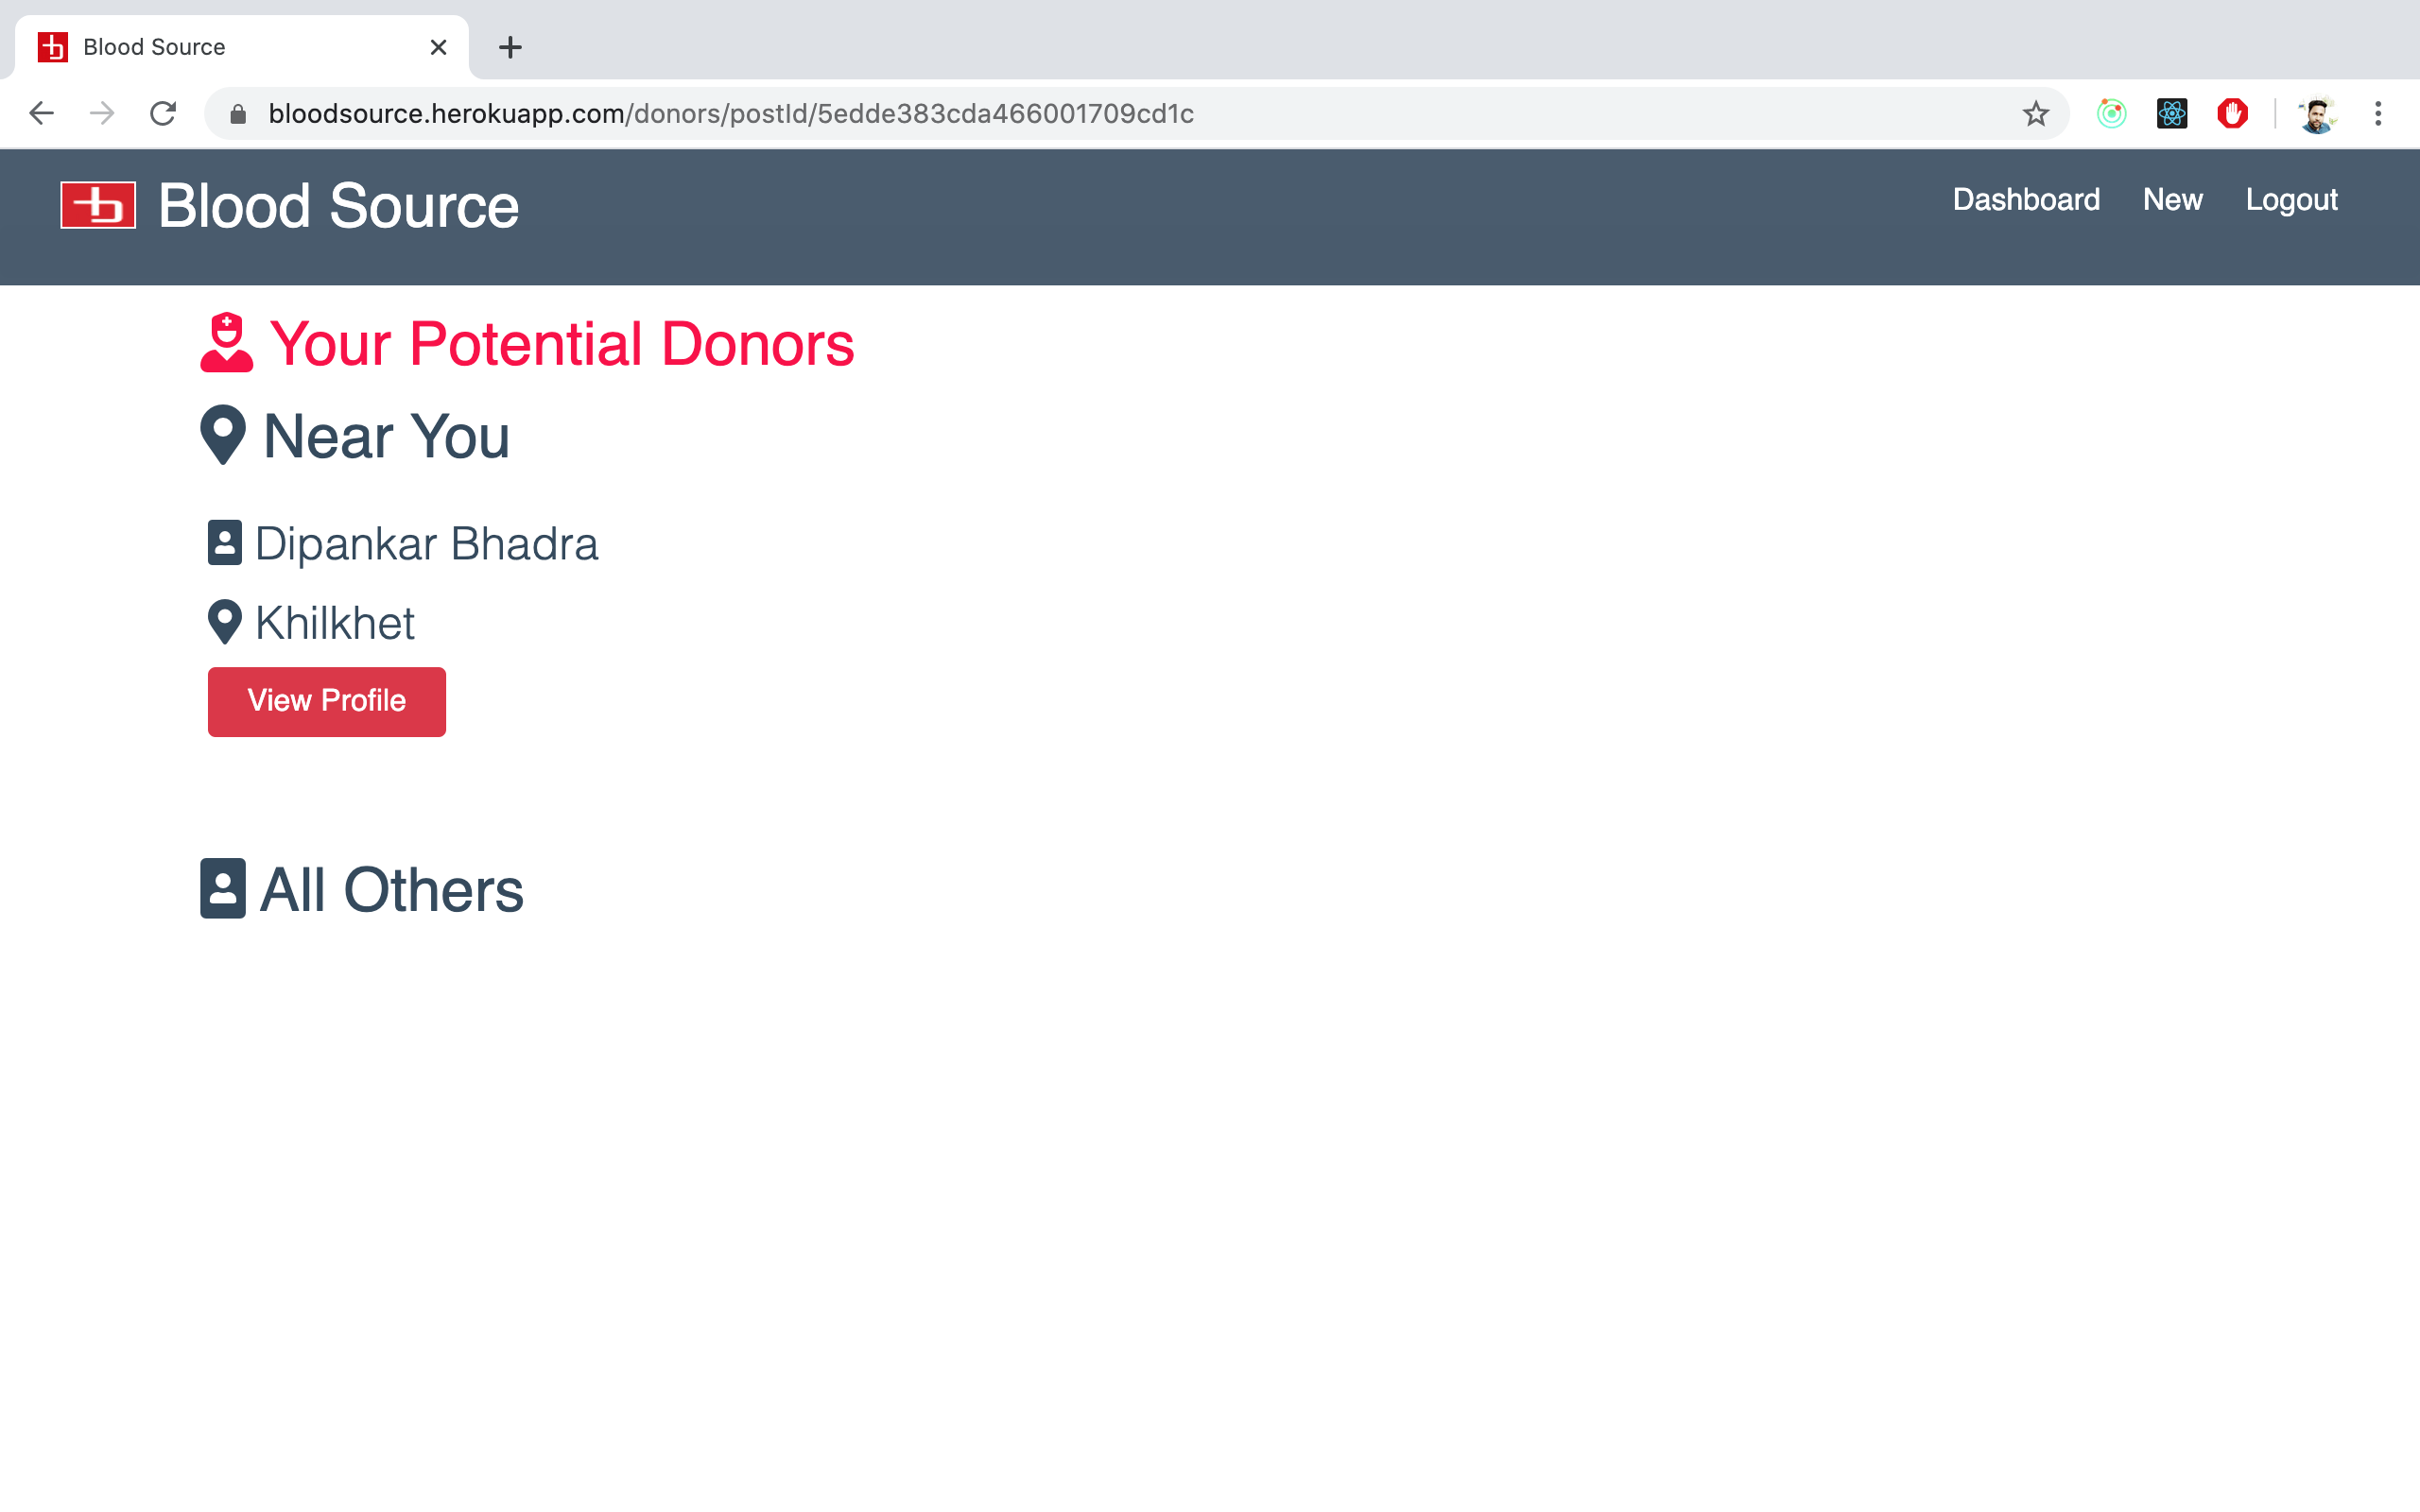 Blood Source
bloodsource.herokuapp.com/donors/postId/5edde383cda466001709cd1c
Blood Source
Dashboard New Logout
Your Potential Donors
Near You
Dipankar Bhadra
Khilkhet
View Profile
All Others